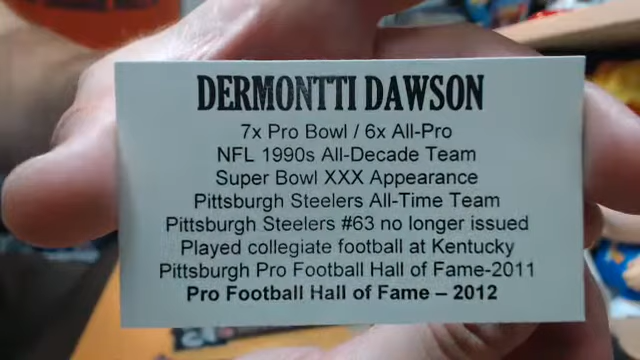 DERMONTTI DAWSON
7x Pro Bowl / 6x All-Pro
NFL 1990s All-Decade Team
Super Bowl XXX Appearance
Pittsburgh Steelers All-Time Team
Pittsburgh Steelers #63 no longer issued
Played collegiate football at Kentucky
Pittsburgh Pro Football Hall of Fame-2011
Pro Football Hall of Fame – 2012